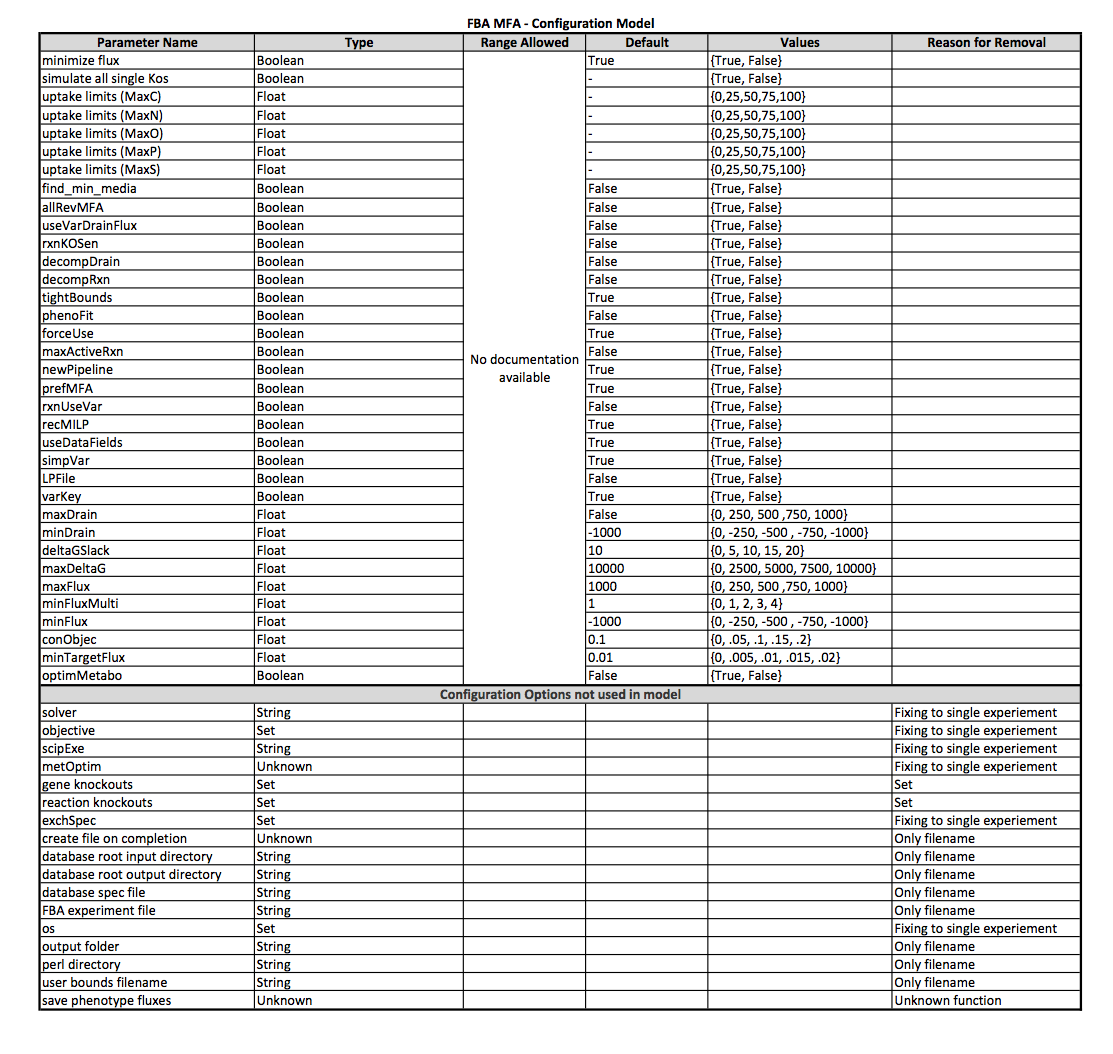 FBA MFA - Configuration Model
Parameter Name Type Range Allowed Default Values Reason for Removal
minimize flux Boolean True {True, False}
simulate all single Kos Boolean - {True, False}
uptake limits (MaxC) Float - {0,25,50,75,100}
uptake limits (MaxN) Float - {0,25,50,75,100}
uptake limits (MaxO) Float - {0,25,50,75,100}
uptake limits (MaxP) Float - {0,25,50,75,100}
uptake limits (MaxS) Float - {0,25,50,75,100}
find_min_media Boolean False {True, False}
allRevMFA Boolean False {True, False}
useVarDrainFlux Boolean False {True, False}
rxnKOSen Boolean False {True, False}
decompDrain Boolean False {True, False}
decompRxn Boolean False {True, False}
tightBounds Boolean True {True, False}
phenoFit Boolean False {True, False}
forceUse Boolean True {True, False}
maxActiveRxn Boolean False {True, False}
No documentation
available
newPipeline Boolean True {True, False}
prefMFA Boolean True {True, False}
rxnUseVar Boolean False {True, False}
recMILP Boolean True {True, False}
useDataFields Boolean True {True, False}
simpVar Boolean True {True, False}
LPFile Boolean False {True, False}
varKey Boolean True {True, False}
maxDrain Float False {0, 250, 500 ,750, 1000}
minDrain Float -1000 {0, -250, -500 , -750, -1000}
deltaGSlack Float 10 {0, 5, 10, 15, 20}
maxDeltaG Float 10000 {0, 2500, 5000, 7500, 10000}
maxFlux Float 1000 {0, 250, 500 ,750, 1000}
minFluxMulti Float 1 {0, 1, 2, 3, 4}
minFlux Float -1000 {0, -250, -500 , -750, -1000}
conObjec Float 0.1 {0, .05, .1, .15, .2}
minTargetFlux Float 0.01 {0, .005, .01, .015, .02}
optimMetabo Boolean False {True, False}
Configuration Options not used in model
solver String Fixing to single experiement
objective Set Fixing to single experiement
scipExe String Fixing to single experiement
metOptim Unknown Fixing to single experiement
gene knockouts Set Set
reaction knockouts Set Set
exchSpec Set Fixing to single experiement
create file on completion Unknown Only filename
database root input directory String Only filename
database root output directory String Only filename
database spec file String Only filename
FBA experiment file String Only filename
os Set Fixing to single experiement
output folder String Only filename
perl directory String Only filename
user bounds filename String Only filename
save phenotype fluxes Unknown Unknown function